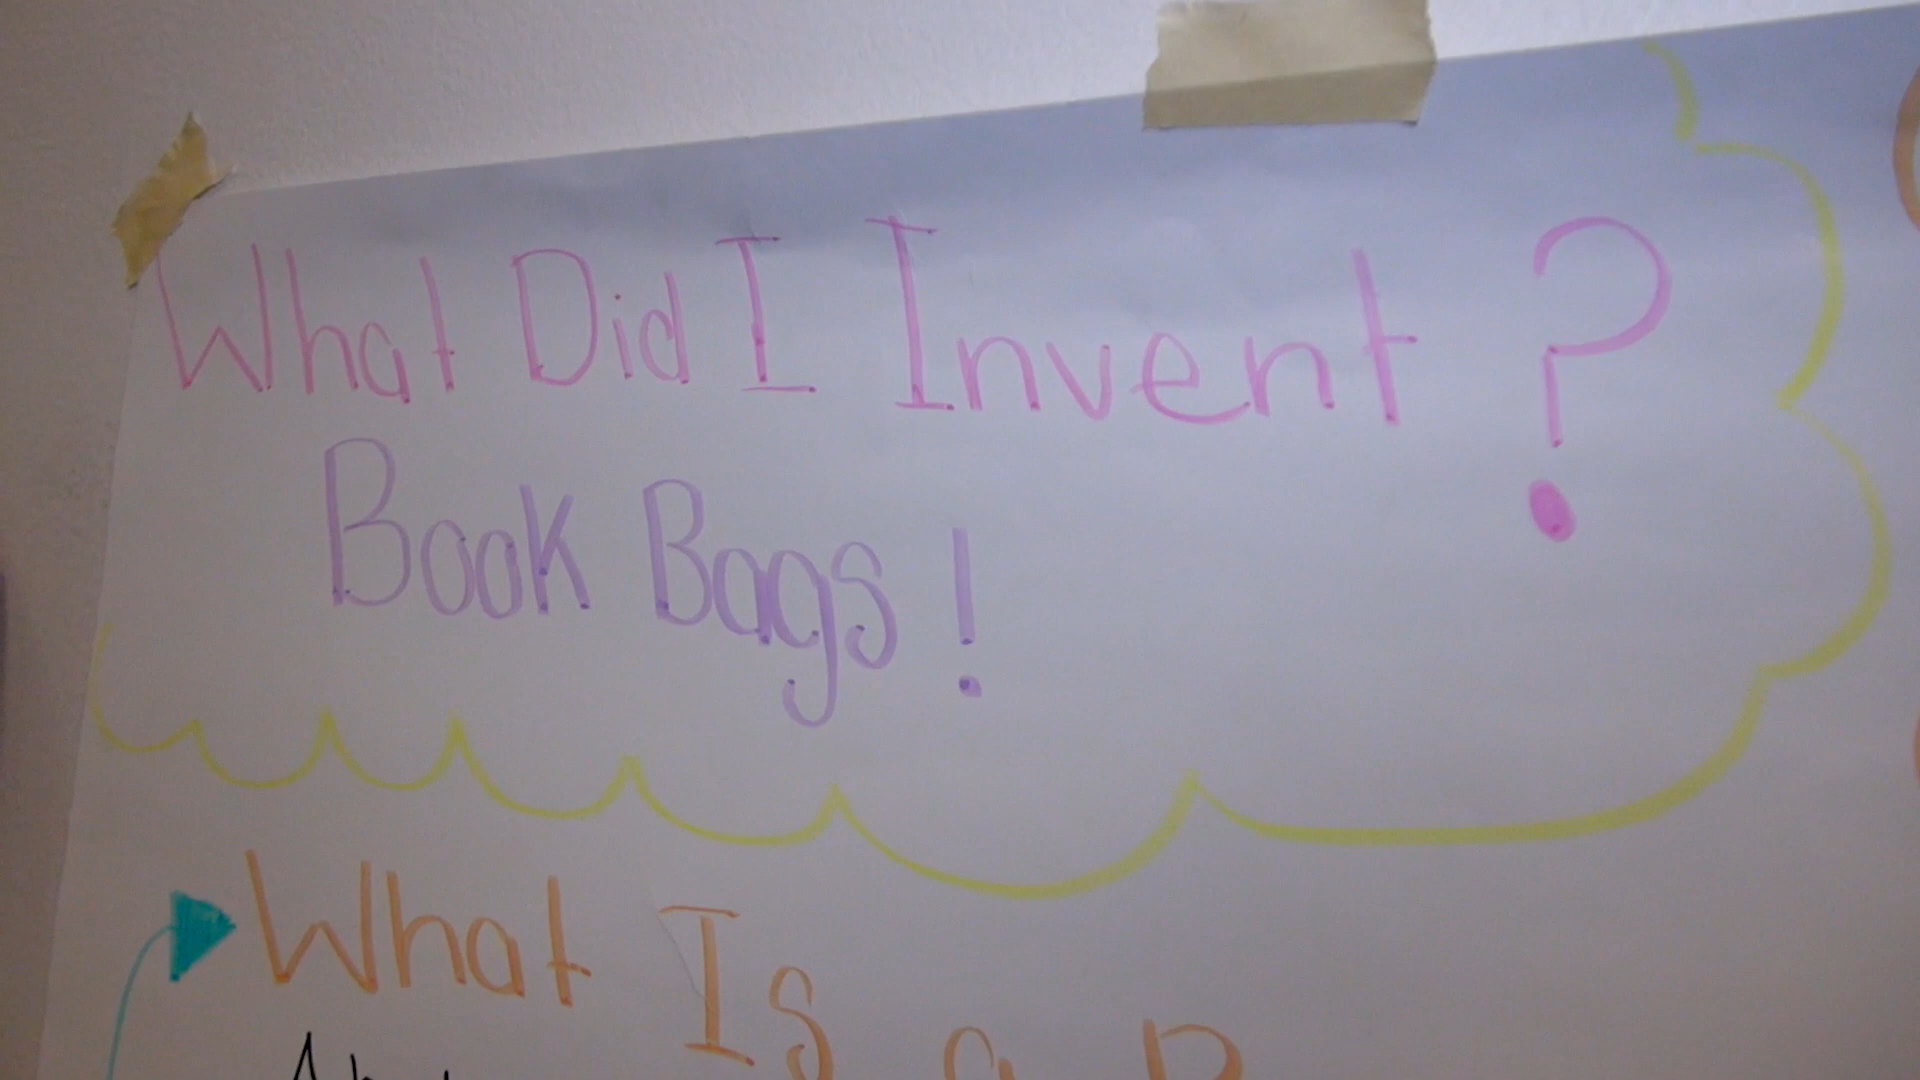 What Did I Invent ?
Book Bags !
What Is a